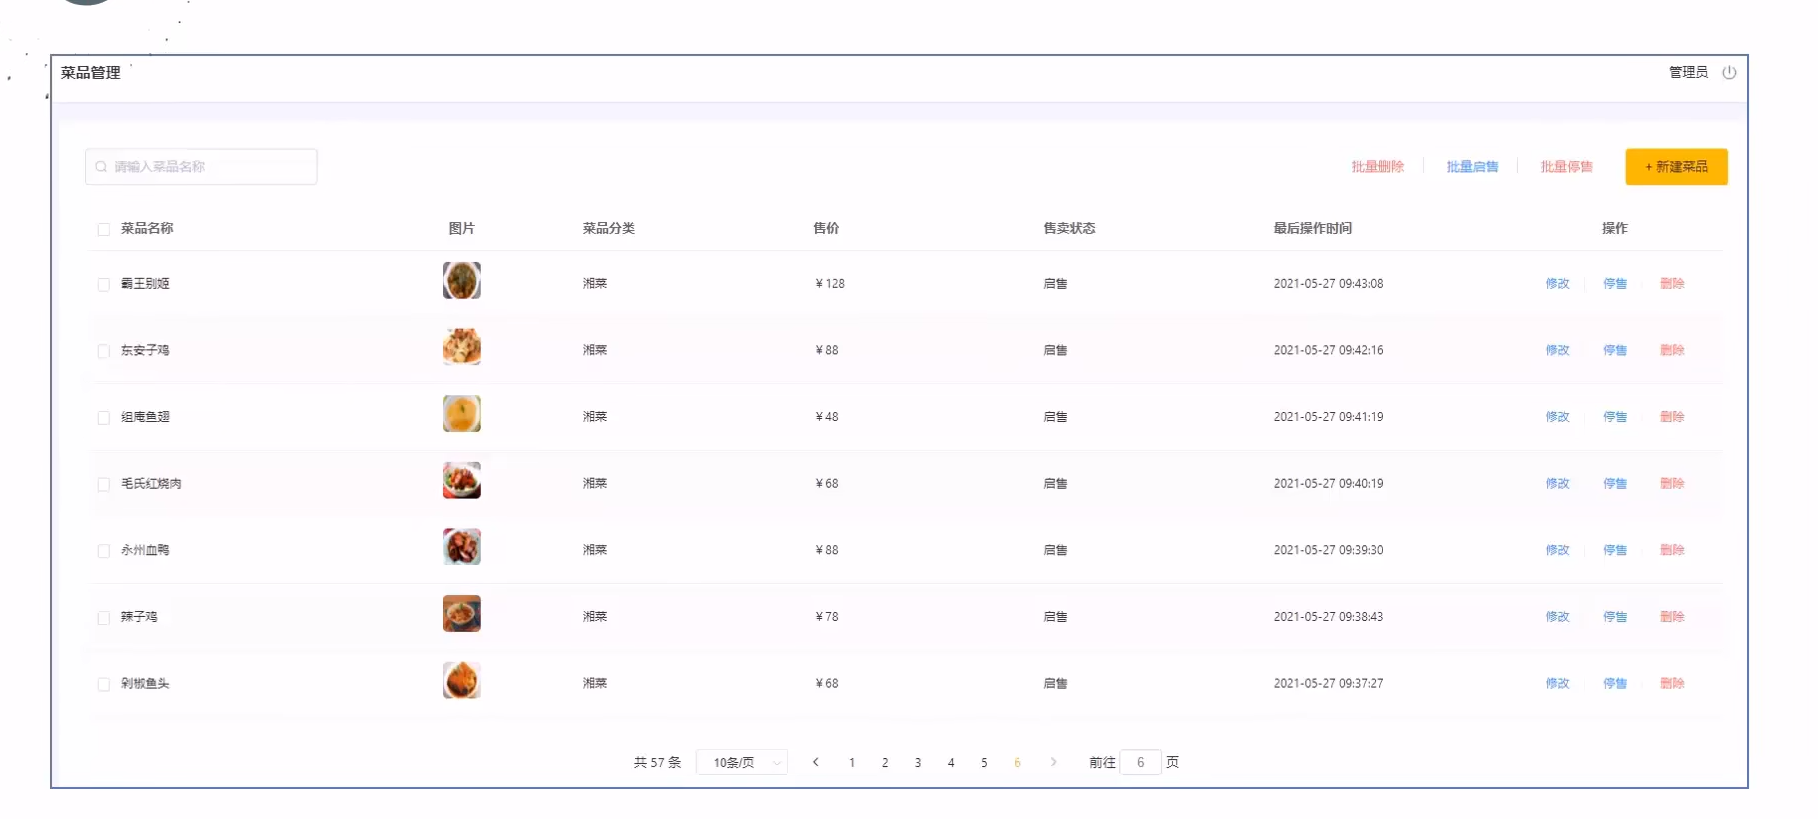 菜品管理 管理员
请输入菜品名称 批量删除 批量启售 批量停售 + 新建菜品
菜品名称 图片 菜品分类 售价 售卖状态 最后操作时间 操作
霸王别姬 湘菜 ¥ 128 启售 2021-05-27 09:43:08 修改 停售 删除
东安子鸡 湘菜 ¥ 88 启售 2021-05-27 09:42:16 修改 停售 删除
组庵鱼翅 湘菜 ¥ 48 启售 2021-05-27 09:41:19 修改 停售 删除
毛氏红烧肉 湘菜 ¥ 68 启售 2021-05-27 09:40:19 修改 停售 删除
永州血鸭 湘菜 ¥ 88 启售 2021-05-27 09:39:30 修改 停售 删除
辣子鸡 湘菜 ¥ 78 启售 2021-05-27 09:38:43 修改 停售 删除
剁椒鱼头 湘菜 ¥ 68 启售 2021-05-27 09:37:27 修改 停售 删除
共 57 条 10条/页 1 2 3 4 5 6 前往 6 页